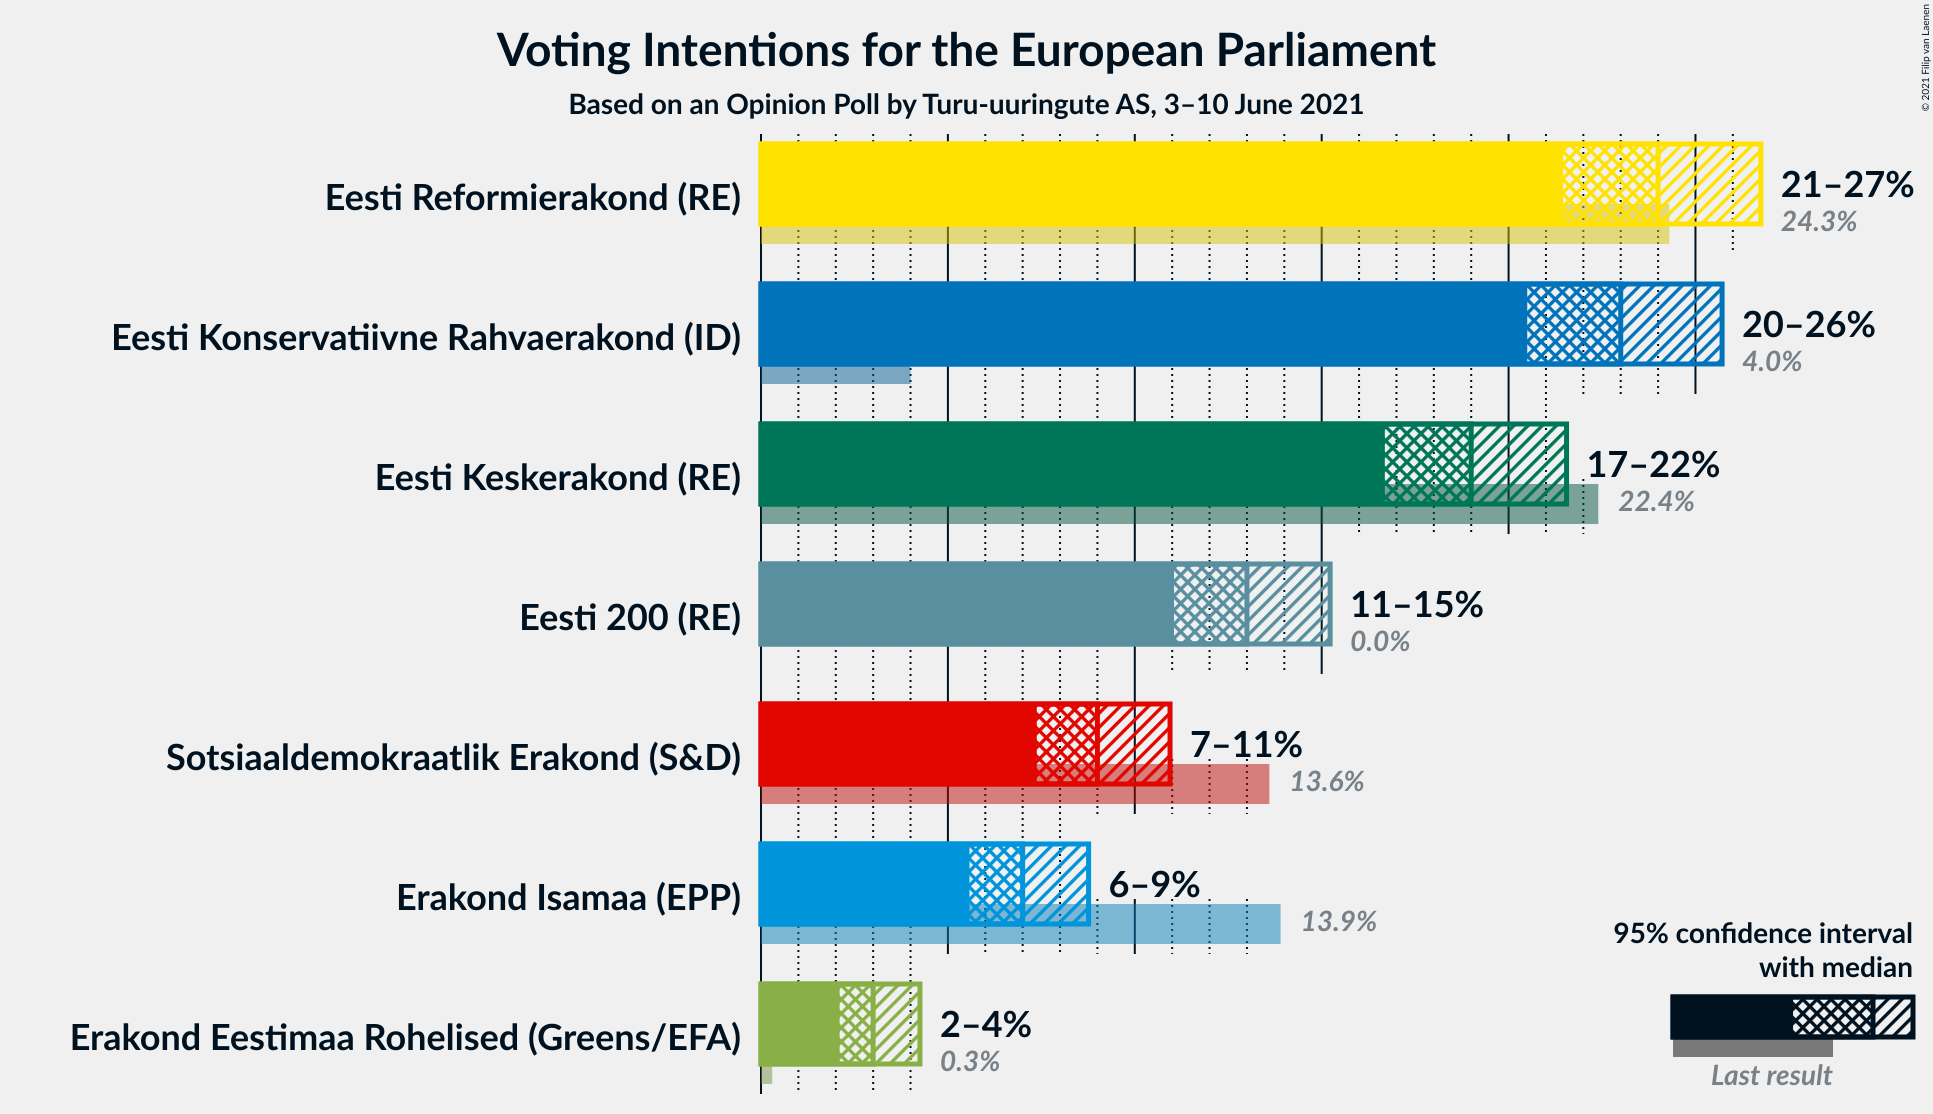 Voting Intentions for the European Parliament
Based on an Opinion Poll by Turu-uuringute AS, 3–10 June 2021
© 2021 Filip van Laenen
Eesti Reformierakond (RE)
21–27%
24.3%
Eesti Konservatiivne Rahvaerakond (ID)
20–26%
4.0%
Eesti Keskerakond (RE)
17–22%
22.4%
Eesti 200 (RE)
11–15%
0.0%
Sotsiaaldemokraatlik Erakond (S&D)
7–11%
13.6%
Erakond Isamaa (EPP)
6–9%
13.9%
Erakond Eestimaa Rohelised (Greens/EFA)
2–4%
0.3%
95% confidence interval
with median
Last result